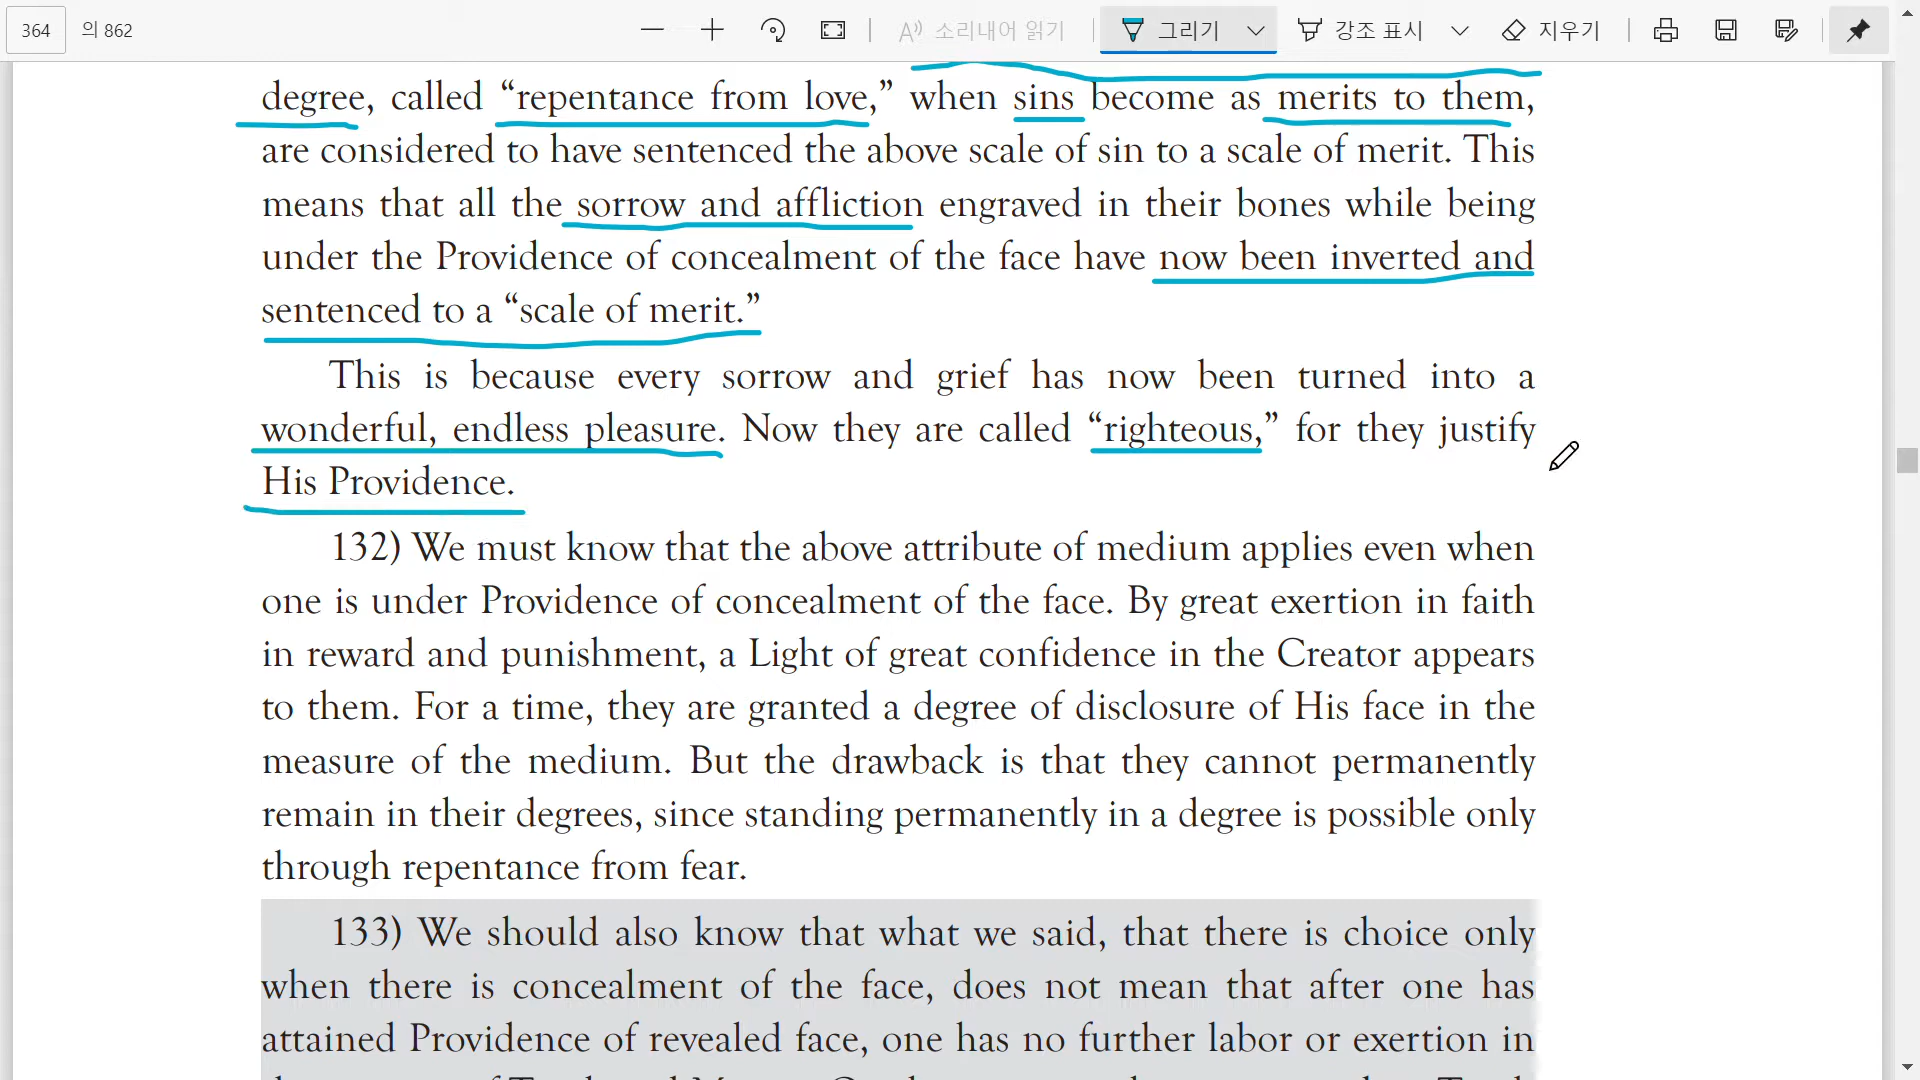 364 의 862 소리내어 읽기 그리기 강조 표시 지우기
degree, called “repentance from love,” when sins become as merits to them,
are considered to have sentenced the above scale of sin to a scale of merit. This
means that all the sorrow and affliction engraved in their bones while being
under the Providence of concealment of the face have now been inverted and
sentenced to a “scale of merit.”
This is because every sorrow and grief has now been turned into a
wonderful, endless pleasure. Now they are called “righteous,” for they justify
His Providence.
132) We must know that the above attribute of medium applies even when
one is under Providence of concealment of the face. By great exertion in faith
in reward and punishment, a Light of great confidence in the Creator appears
to them. For a time, they are granted a degree of disclosure of His face in the
measure of the medium. But the drawback is that they cannot permanently
remain in their degrees, since standing permanently in a degree is possible only
through repentance from fear.
133) We should also know that what we said, that there is choice only
when there is concealment of the face, does not mean that after one has
attained Providence of revealed face, one has no further labor or exertion in